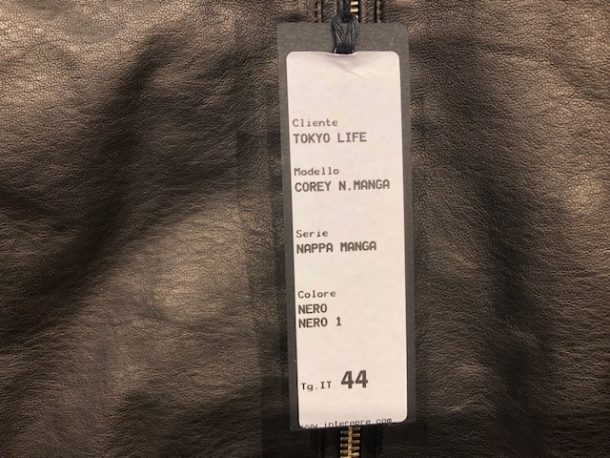 Cliente
TOKYO LIFE
Modello
COREY N.MANGA
Serie
NAPPA MANGA
Colore
NERO
NERO 1
Tg.IT 44